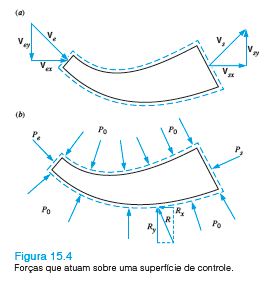 (a)
V_e
V_s
V_ey
V_sy
V_ex
V_sx
(b)
P_e
P_0
P_0
P_s
P_0
R_x
R
R_y
P_0
Figura 15.4
Forças que atuam sobre uma superfície de controle.